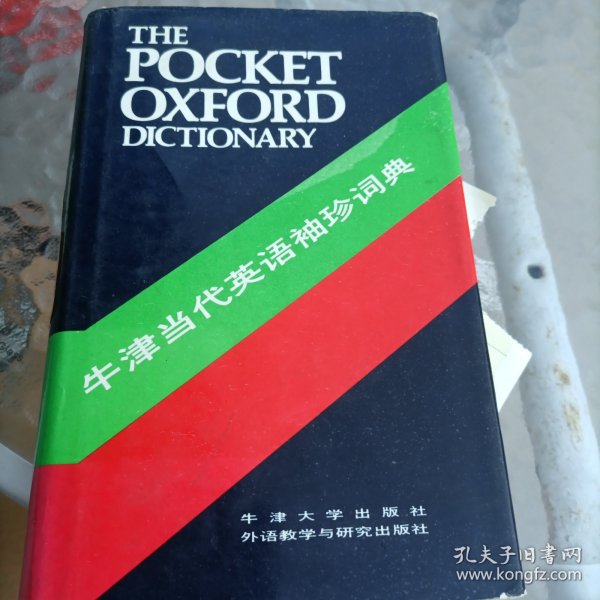 THE
POCKET
OXFORD
DICTIONARY
牛津当代英语袖珍词典
牛津大学出版社
外语教学与研究出版社
孔夫子旧书网
www.kongfz.com